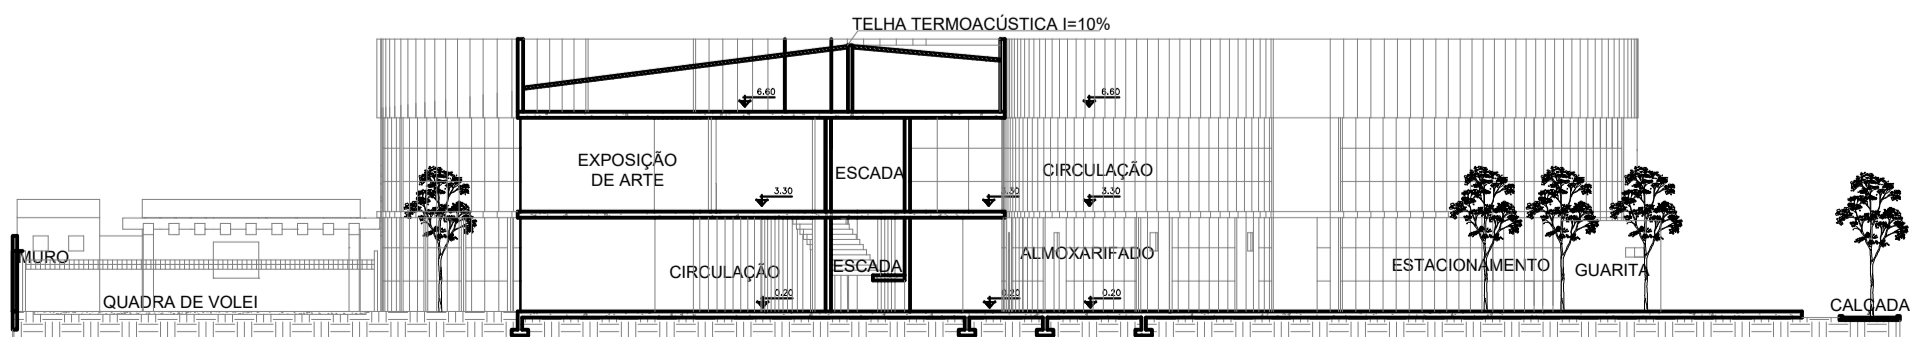 TELHA TERMOACÚSTICA I=10%
6.60
6.60
EXPOSIÇÃO
DE ARTE
ESCADA
CIRCULAÇÃO
3.30
3.30
3.30
MURO
CIRCULAÇÃO
ESCADA
ALMOXARIFADO
ESTACIONAMENTO
GUARITA
QUADRA DE VOLEI
0.20
0.20
0.20
CALÇADA